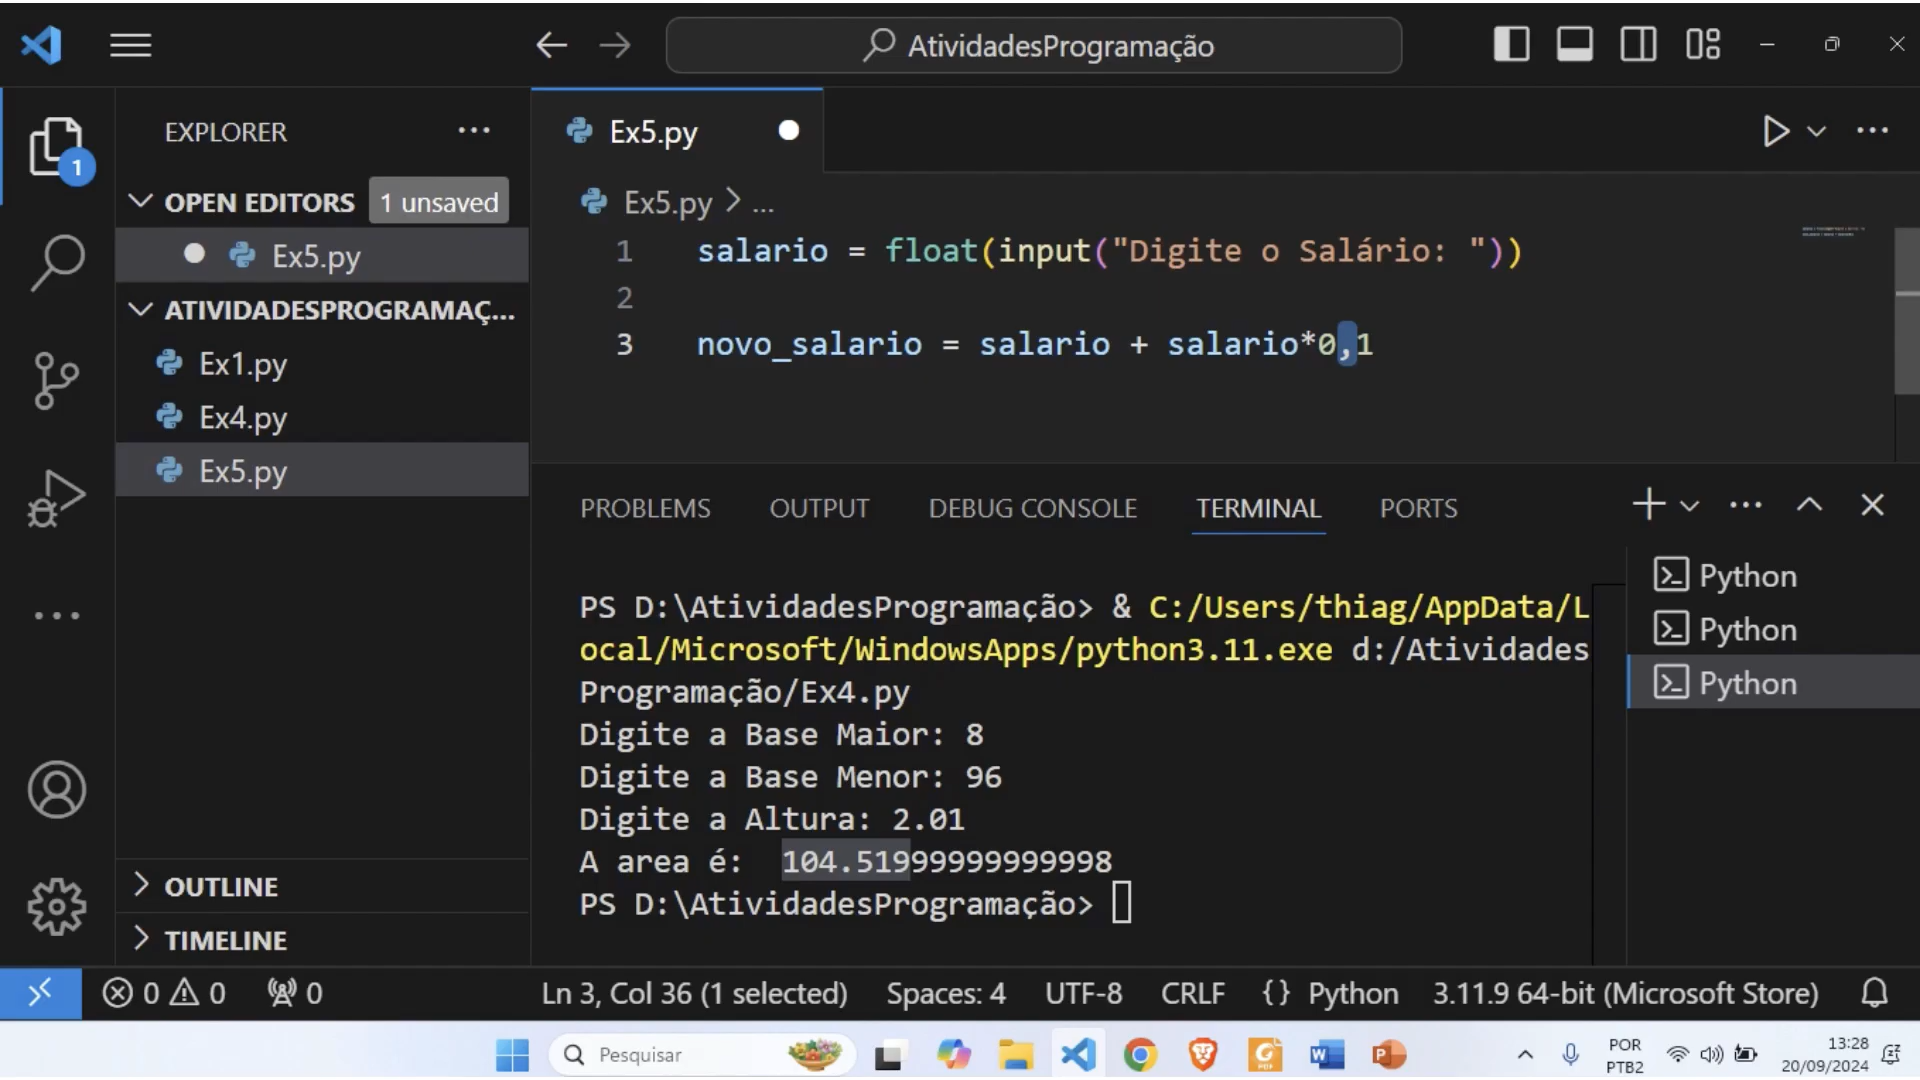 AtividadesProgramação
EXPLORER
1
OPEN EDITORS 1 unsaved
Ex5.py
ATIVIDADESPROGRAMAÇ...
Ex1.py
Ex4.py
Ex5.py
OUTLINE
TIMELINE
Ex5.py
Ex5.py > ...
1 salario = float(input("Digite o Salário: "))
2
3 novo_salario = salario + salario*0,1
PROBLEMS OUTPUT DEBUG CONSOLE TERMINAL PORTS
PS D:\AtividadesProgramação> & C:/Users/thiag/AppData/L
ocal/Microsoft/WindowsApps/python3.11.exe d:/Atividades
Programação/Ex4.py
Digite a Base Maior: 8
Digite a Base Menor: 96
Digite a Altura: 2.01
A area é: 104.51999999999998
PS D:\AtividadesProgramação>
Python
Python
Python
0 0 0 Ln 3, Col 36 (1 selected) Spaces: 4 UTF-8 CRLF {} Python 3.11.9 64-bit (Microsoft Store)
Pesquisar
POR
PTB2
13:28
20/09/2024